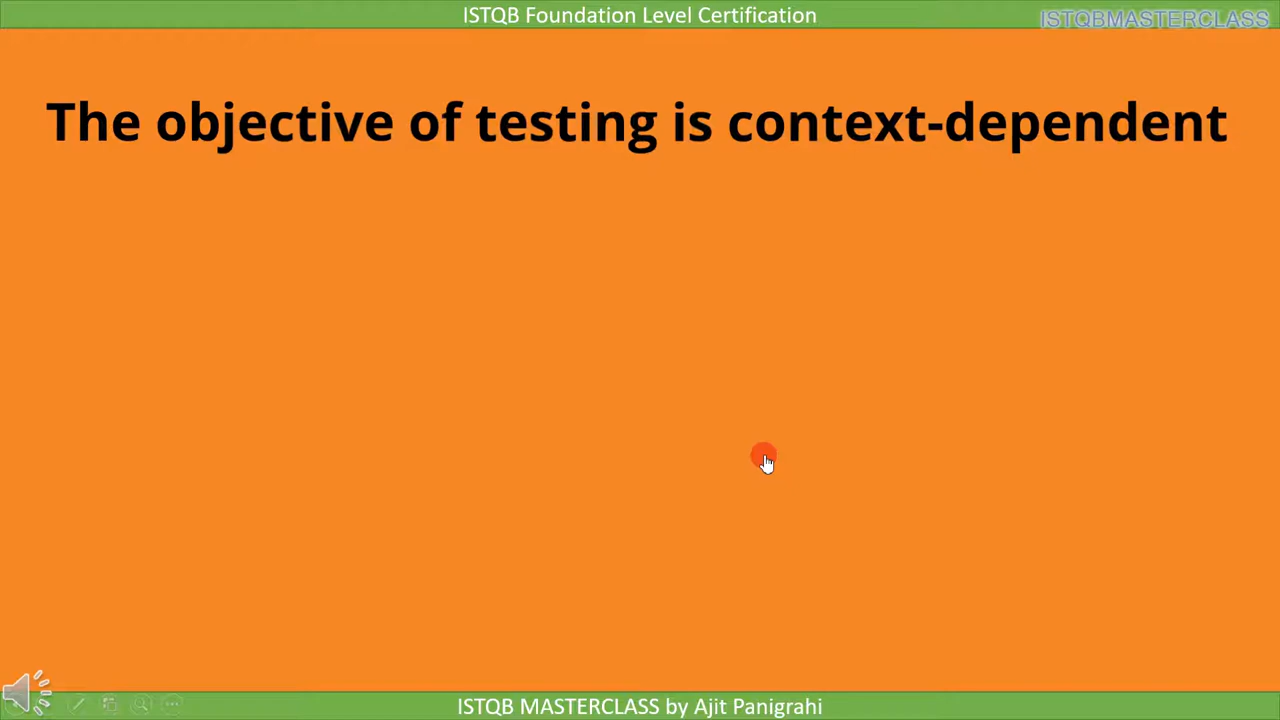 ISTQB Foundation Level Certification
ISTQBMASTERCLASS
The objective of testing is context-dependent
ISTQB MASTERCLASS by Ajit Panigrahi